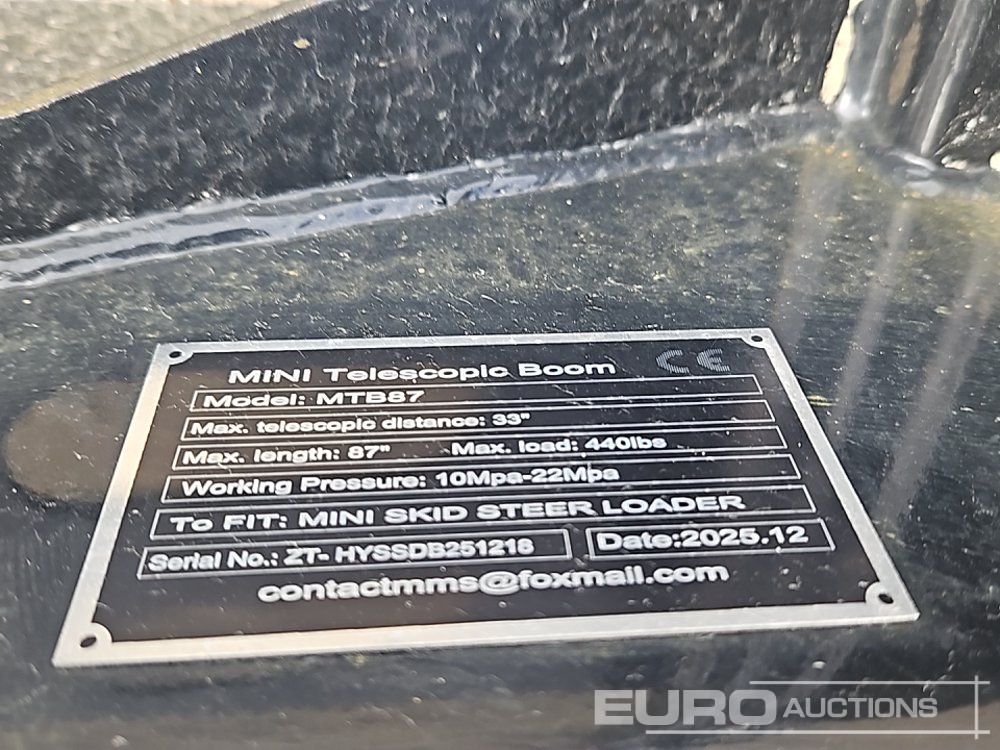 MINI Telescopic Boom CE
Model: MTB87
Max. telescopic distance: 33"
Max. length: 87" Max. load: 440lbs
Working Pressure: 10Mpa-22Mpa
To FIT: MINI SKID STEER LOADER
Serial No.: ZT- HYSSDB251218 Date:2025.12
contactmms@foxmail.com
EURO AUCTIONS